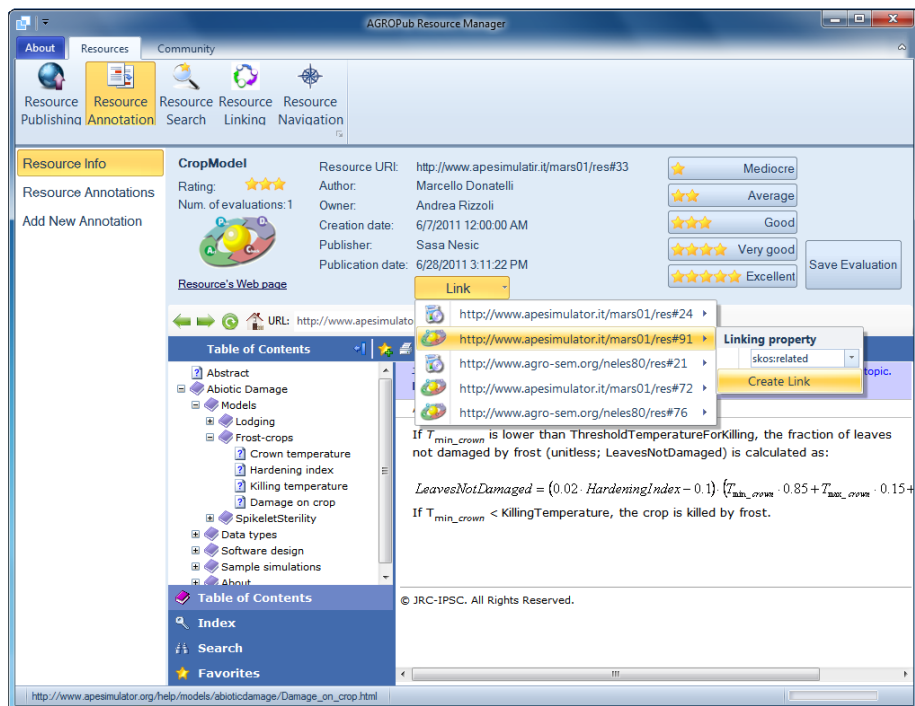 AGROPub Resource Manager
About Resources Community
Resource Publishing
Resource Annotation
Resource Search
Resource Linking
Resource Navigation
Resource Info
Resource Annotations
Add New Annotation
CropModel
Rating:
Num. of evaluations:1
Resource's Web page
Resource URI: http://www.apesimulatir.it/mars01/res#33
Author: Marcello Donatelli
Owner: Andrea Rizzoli
Creation date: 6/7/2011 12:00:00 AM
Publisher: Sasa Nesic
Publication date: 6/28/2011 3:11:22 PM
Mediocre
Average
Good
Very good
Excellent
Save Evaluation
Link
http://www.apesimulator.it/mars01/res#24
http://www.apesimulator.it/mars01/res#91
http://www.agro-sem.org/neles80/res#21
http://www.apesimulator.it/mars01/res#72
http://www.agro-sem.org/neles80/res#76
Linking property
skos:related
Create Link
URL: http://www.apesimulato
topic.
Table of Contents
Abstract
Abiotic Damage
Models
Lodging
Frost-crops
Crown temperature
Hardening index
Killing temperature
Damage on crop
SpikeletSterility
Data types
Software design
Sample simulations
About
Table of Contents
Index
Search
Favorites
If T min_crown is lower than ThresholdTemperatureForKilling, the fraction of leaves
not damaged by frost (unitless; LeavesNotDamaged) is calculated as:
LeavesNotDamaged = (0.02 · HardeningIndex − 0.1) · (T min_crown · 0.85 + T max_crown · 0.15 +
If T min_crown < KillingTemperature, the crop is killed by frost.
© JRC-IPSC. All Rights Reserved.
http://www.apesimulator.org/help/models/abioticdamage/Damage_on_crop.html